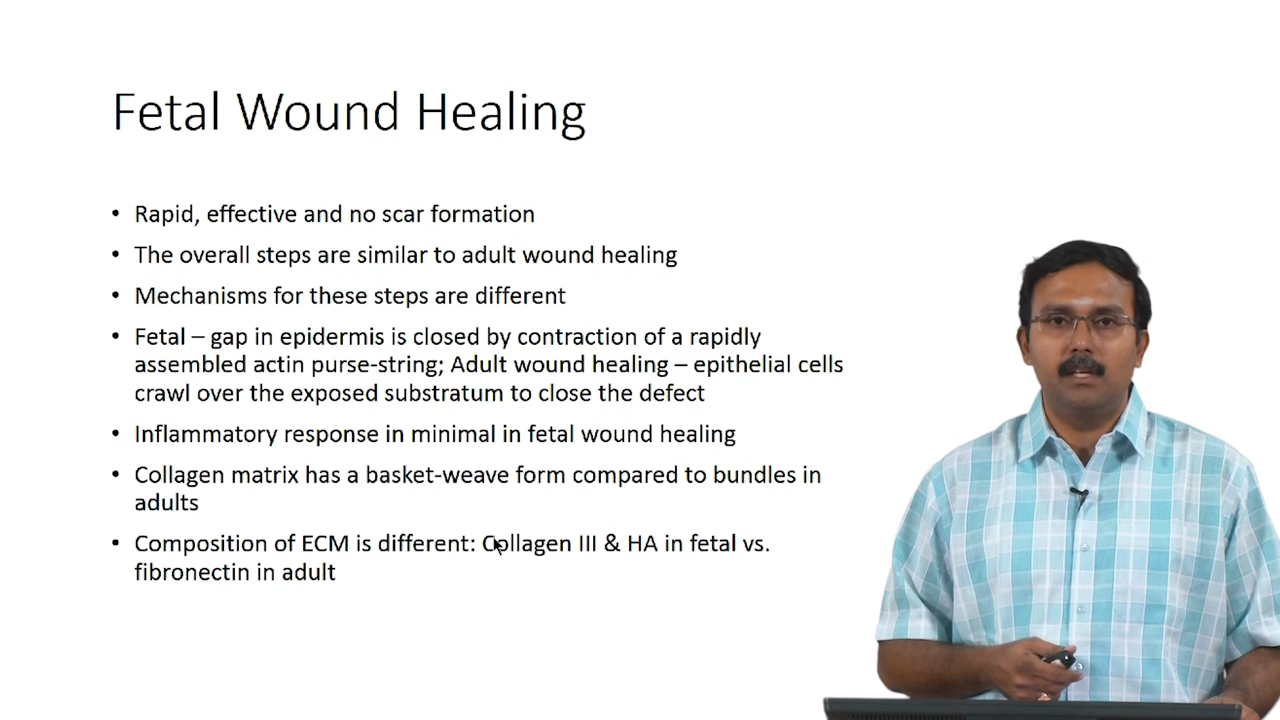 Fetal Wound Healing
• Rapid, effective and no scar formation
• The overall steps are similar to adult wound healing
• Mechanisms for these steps are different
• Fetal – gap in epidermis is closed by contraction of a rapidly
assembled actin purse-string; Adult wound healing – epithelial cells
crawl over the exposed substratum to close the defect
• Inflammatory response in minimal in fetal wound healing
• Collagen matrix has a basket-weave form compared to bundles in
adults
• Composition of ECM is different: Collagen III & HA in fetal vs.
fibronectin in adult